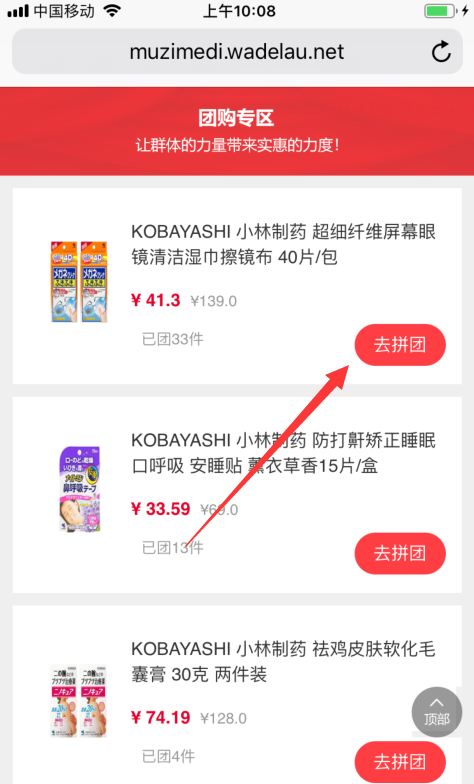 中国移动 上午10:08
muzimedi.wadelau.net
团购专区
让群体的力量带来实惠的力度!
KOBAYASHI 小林制药 超细纤维屏幕眼
镜清洁湿巾擦镜布 40片/包
¥ 41.3 ¥139.0
已团33件
去拼团
KOBAYASHI 小林制药 防打鼾矫正睡眠
口呼吸 安睡贴 薰衣草香15片/盒
¥ 33.59 ¥69.0
已团13件
去拼团
KOBAYASHI 小林制药 祛鸡皮肤软化毛
囊膏 30克 两件装
¥ 74.19 ¥128.0
顶部
已团4件
去拼团